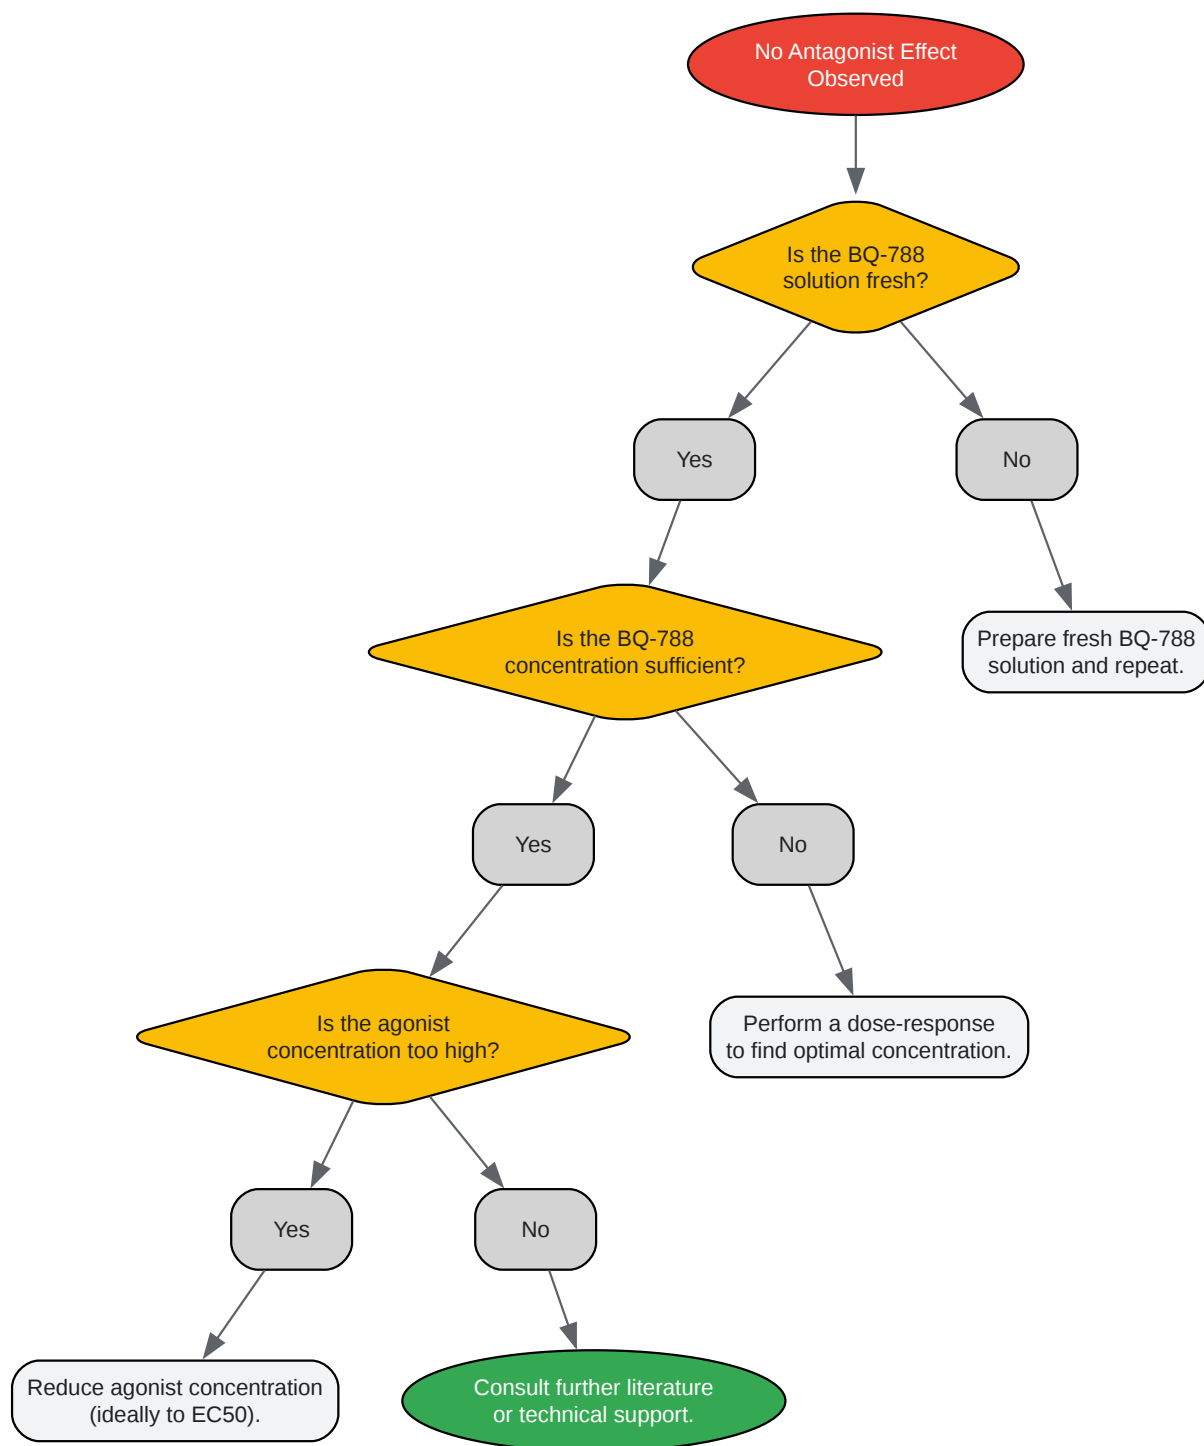 No Antagonist Effect
Observed
Is the BQ-788
solution fresh?
Yes
No
Prepare fresh BQ-788
solution and repeat.
Is the BQ-788
concentration sufficient?
Yes
No
Perform a dose-response
to find optimal concentration.
Is the agonist
concentration too high?
Yes
No
Reduce agonist concentration
(ideally to EC50).
Consult further literature
or technical support.